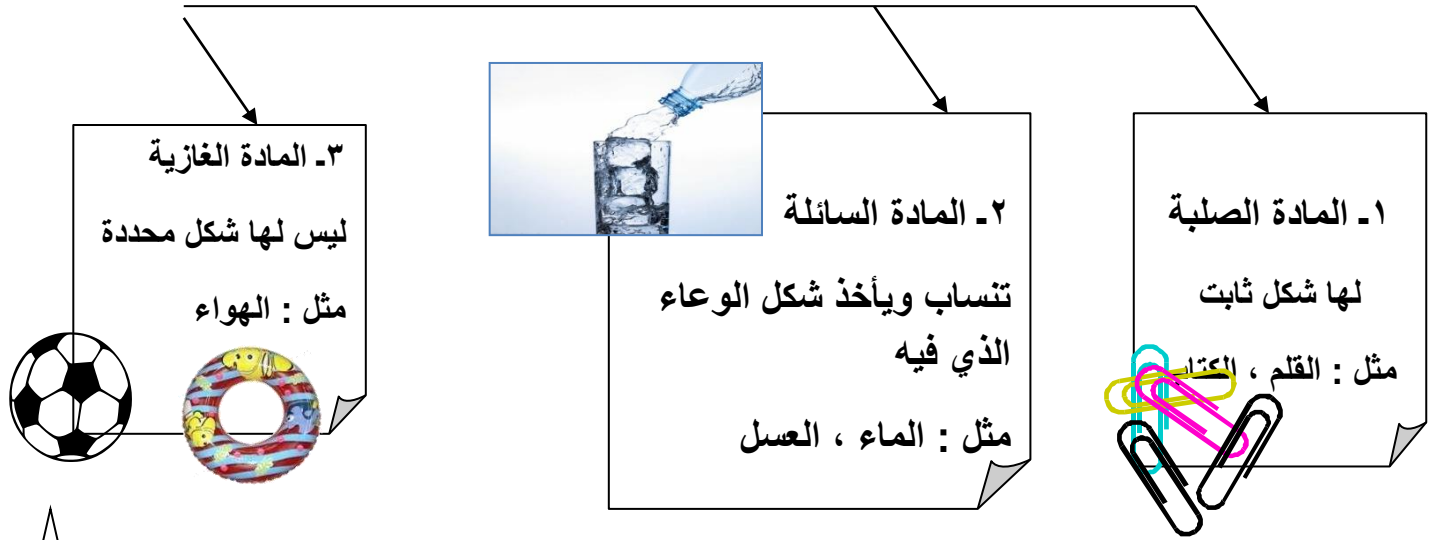 ١ـ المادة الصلبة
لها شكل ثابت
مثل : القلم ، الكتاب
٢ـ المادة السائلة
تنساب ويأخذ شكل الوعاء
الذي فيه
مثل : الماء ، العسل
٣ـ المادة الغازية
ليس لها شكل محددة
مثل : الهواء